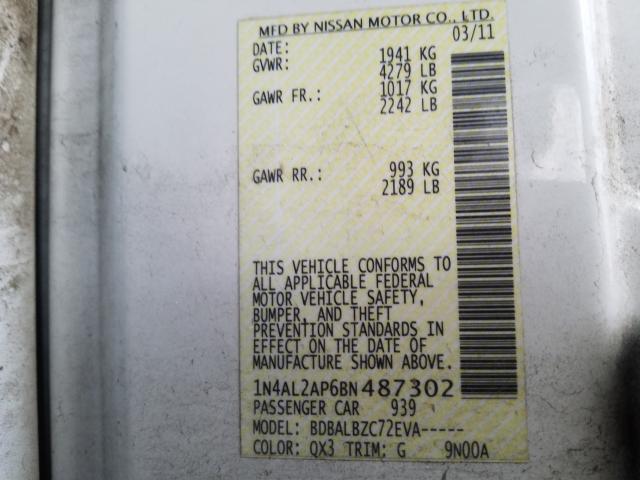 MFD BY NISSAN MOTOR CO., LTD.
DATE: 03/11
GVWR: 1941 KG
4279 LB
GAWR FR.: 1017 KG
2242 LB
GAWR RR.: 993 KG
2189 LB
THIS VEHICLE CONFORMS TO
ALL APPLICABLE FEDERAL
MOTOR VEHICLE SAFETY,
BUMPER, AND THEFT
PREVENTION STANDARDS IN
EFFECT ON THE DATE OF
MANUFACTURE SHOWN ABOVE.
1N4AL2AP6BN487302
PASSENGER CAR 939
MODEL: BDBALBZC72EVA-----
COLOR: QX3 TRIM: G 9N00A